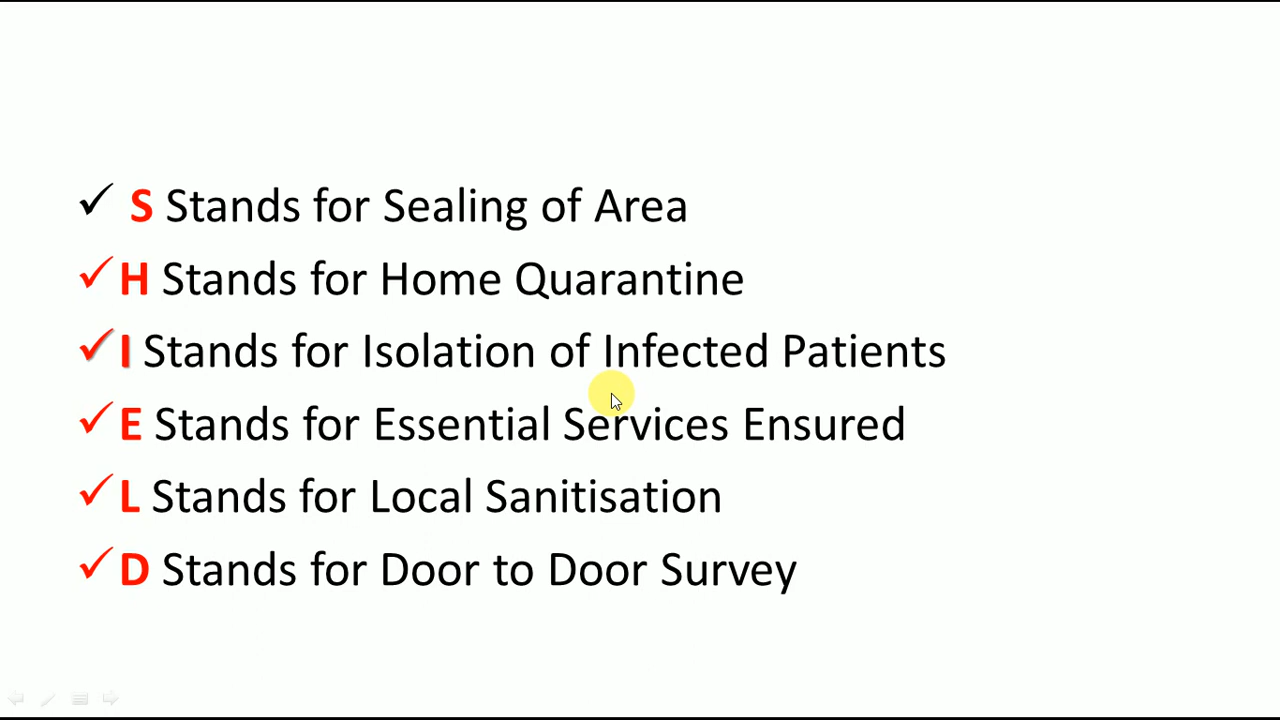 S Stands for Sealing of Area
H Stands for Home Quarantine
I Stands for Isolation of Infected Patients
E Stands for Essential Services Ensured
L Stands for Local Sanitisation
D Stands for Door to Door Survey